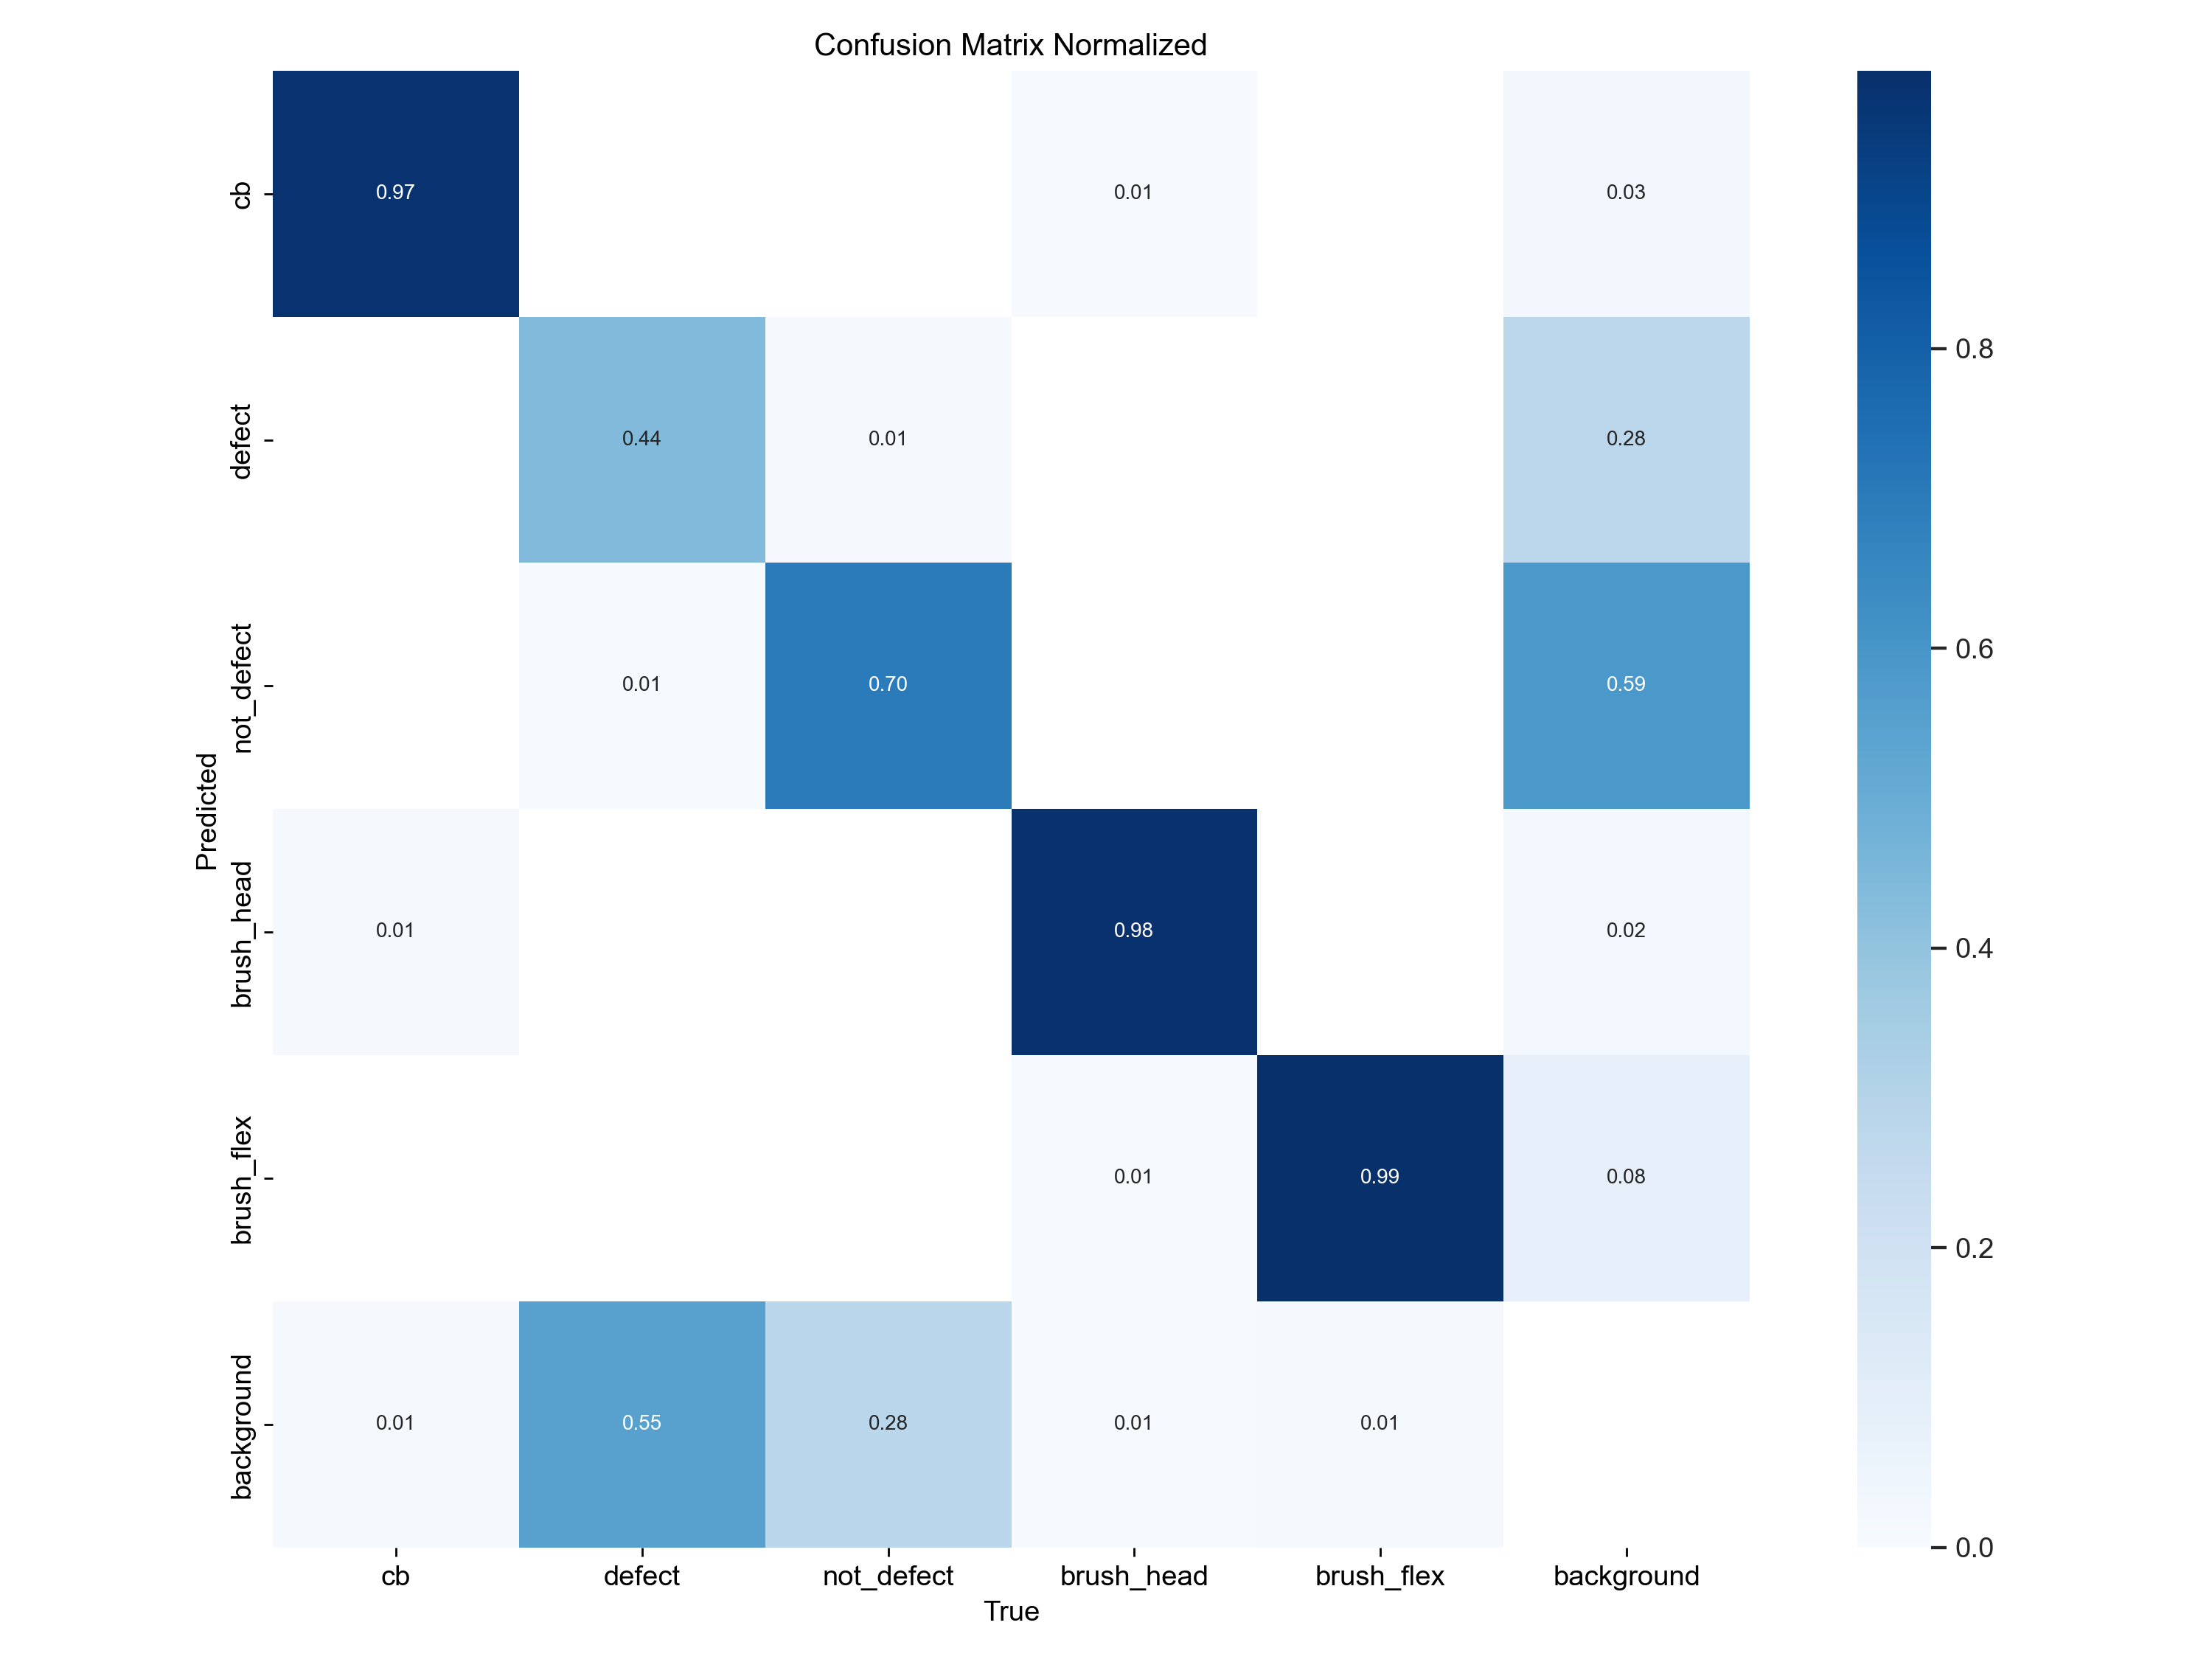 Confusion Matrix Normalized
cb
0.97
0.01
0.03
defect
0.44
0.01
0.28
0.8
not_defect
0.01
0.70
0.59
0.6
Predicted
brush_head
0.01
0.98
0.02
0.4
brush_flex
0.01
0.99
0.08
0.2
background
0.01
0.55
0.28
0.01
0.01
0.0
cb
defect
not_defect
brush_head
brush_flex
background
True